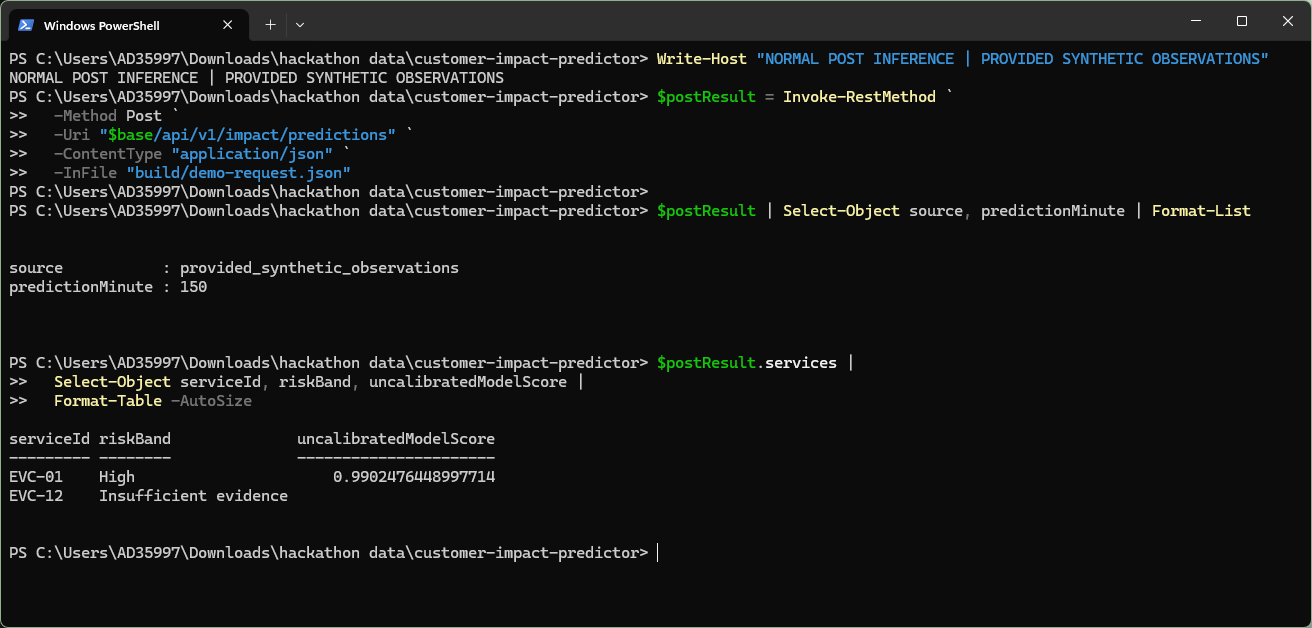 Windows PowerShell
PS C:\Users\AD35997\Downloads\hackathon data\customer-impact-predictor> Write-Host "NORMAL POST INFERENCE | PROVIDED SYNTHETIC OBSERVATIONS"
NORMAL POST INFERENCE | PROVIDED SYNTHETIC OBSERVATIONS
PS C:\Users\AD35997\Downloads\hackathon data\customer-impact-predictor> $postResult = Invoke-RestMethod `
>>   -Method Post `
>>   -Uri "$base/api/v1/impact/predictions" `
>>   -ContentType "application/json" `
>>   -InFile "build/demo-request.json"
PS C:\Users\AD35997\Downloads\hackathon data\customer-impact-predictor>
PS C:\Users\AD35997\Downloads\hackathon data\customer-impact-predictor> $postResult | Select-Object source, predictionMinute | Format-List
source           : provided_synthetic_observations
predictionMinute : 150
PS C:\Users\AD35997\Downloads\hackathon data\customer-impact-predictor> $postResult.services |
>>   Select-Object serviceId, riskBand, uncalibratedModelScore |
>>   Format-Table -AutoSize
serviceId riskBand              uncalibratedModelScore
--------- --------              ----------------------
EVC-01    High                      0.9902476448997714
EVC-12    Insufficient evidence
PS C:\Users\AD35997\Downloads\hackathon data\customer-impact-predictor>